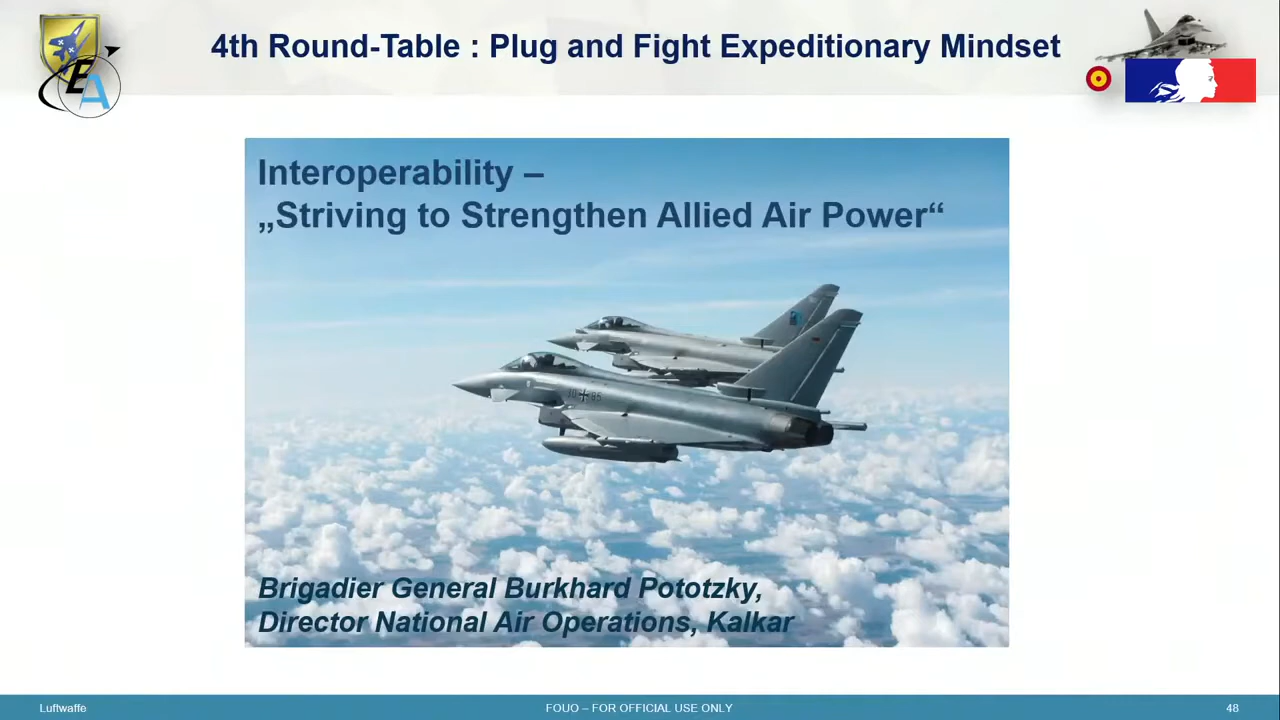 4th Round-Table : Plug and Fight Expeditionary Mindset
EA
Interoperability –
„Striving to Strengthen Allied Air Power“
Brigadier General Burkhard Pototzky,
Director National Air Operations, Kalkar
Luftwaffe
FOUO – FOR OFFICIAL USE ONLY
48